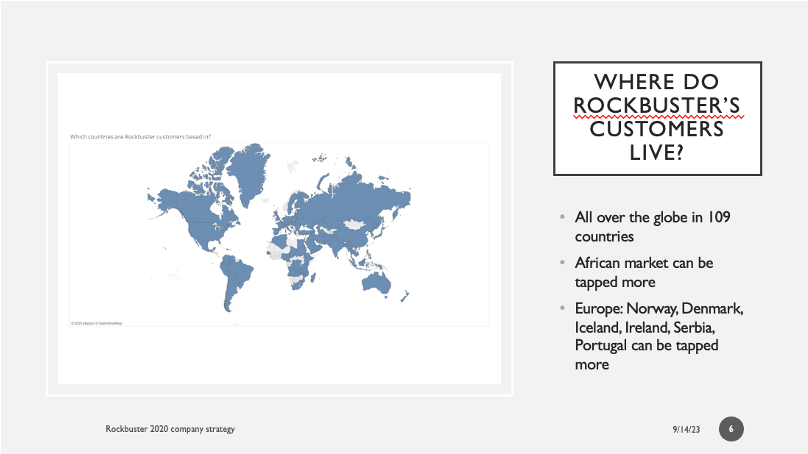 WHERE DO
ROCKBUSTER'S
CUSTOMERS
LIVE?
Which countries are Rockbuster customers based in?
© 2023 Mapbox © OpenStreetMap
• All over the globe in 109
countries
• African market can be
tapped more
• Europe: Norway, Denmark,
Iceland, Ireland, Serbia,
Portugal can be tapped
more
Rockbuster 2020 company strategy
9/14/23
6